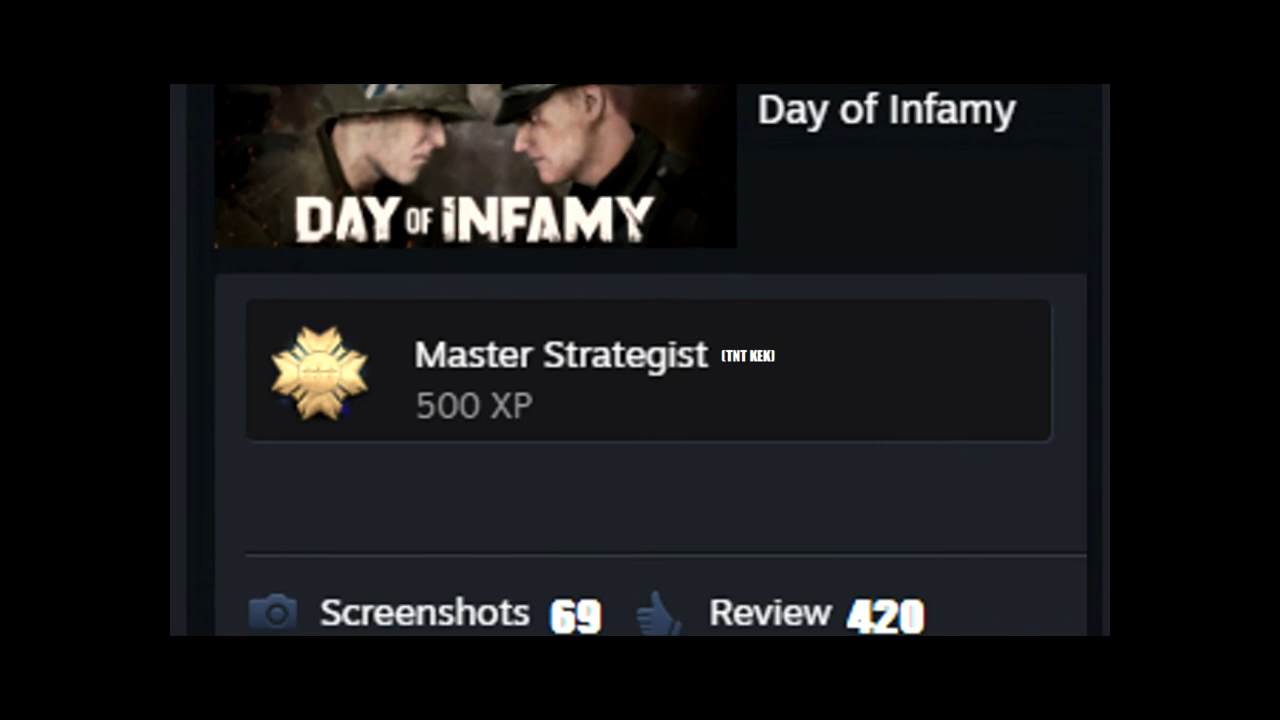 Day of Infamy
DAY OF INFAMY
Master Strategist (TNT KEK)
500 XP
Screenshots 69 Review 420